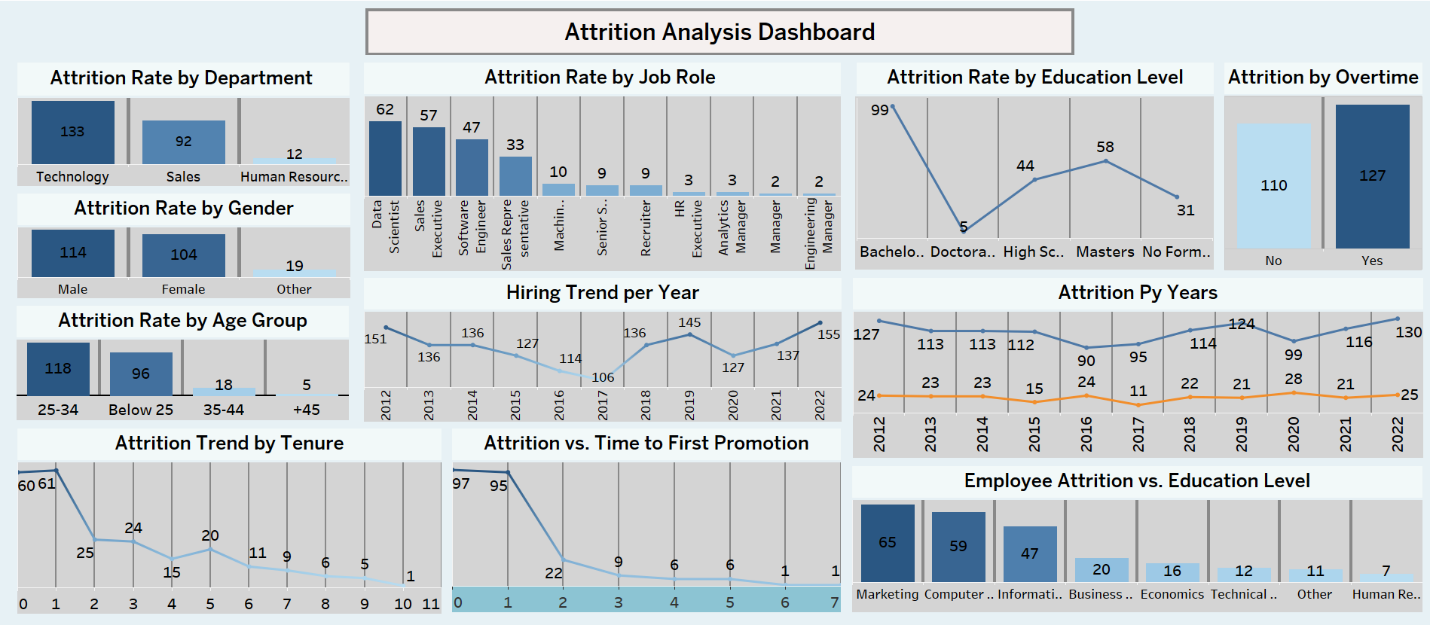 Attrition Analysis Dashboard
Attrition Rate by Department
133
92
12
Technology
Sales
Human Resourc..
Attrition Rate by Gender
114
104
19
Male
Female
Other
Attrition Rate by Age Group
118
96
18
5
25-34
Below 25
35-44
+45
Attrition Rate by Job Role
62
57
47
33
10
9
9
3
3
2
2
Data
Scientist
Sales
Executive
Software
Engineer
Sales Repre
sentative
Machin..
Senior S..
Recruiter
HR
Executive
Analytics
Manager
Manager
Engineering
Manager
Hiring Trend per Year
151
136
136
127
114
106
136
145
127
137
155
2012
2013
2014
2015
2016
2017
2018
2019
2020
2021
2022
Attrition Rate by Education Level
99
5
44
58
31
Bachelo..
Doctora..
High Sc..
Masters
No Form..
Attrition by Overtime
110
127
No
Yes
Attrition Py Years
127
113
113
112
90
95
114
124
99
116
130
24
23
23
15
24
11
22
21
28
21
25
2012
2013
2014
2015
2016
2017
2018
2019
2020
2021
2022
Attrition Trend by Tenure
60
61
25
24
15
20
11
9
6
5
1
0
1
2
3
4
5
6
7
8
9
10
11
Attrition vs. Time to First Promotion
97
95
22
9
6
6
1
1
0
1
2
3
4
5
6
7
Employee Attrition vs. Education Level
65
59
47
20
16
12
11
7
Marketing
Computer ..
Informati..
Business ..
Economics
Technical ..
Other
Human Re..